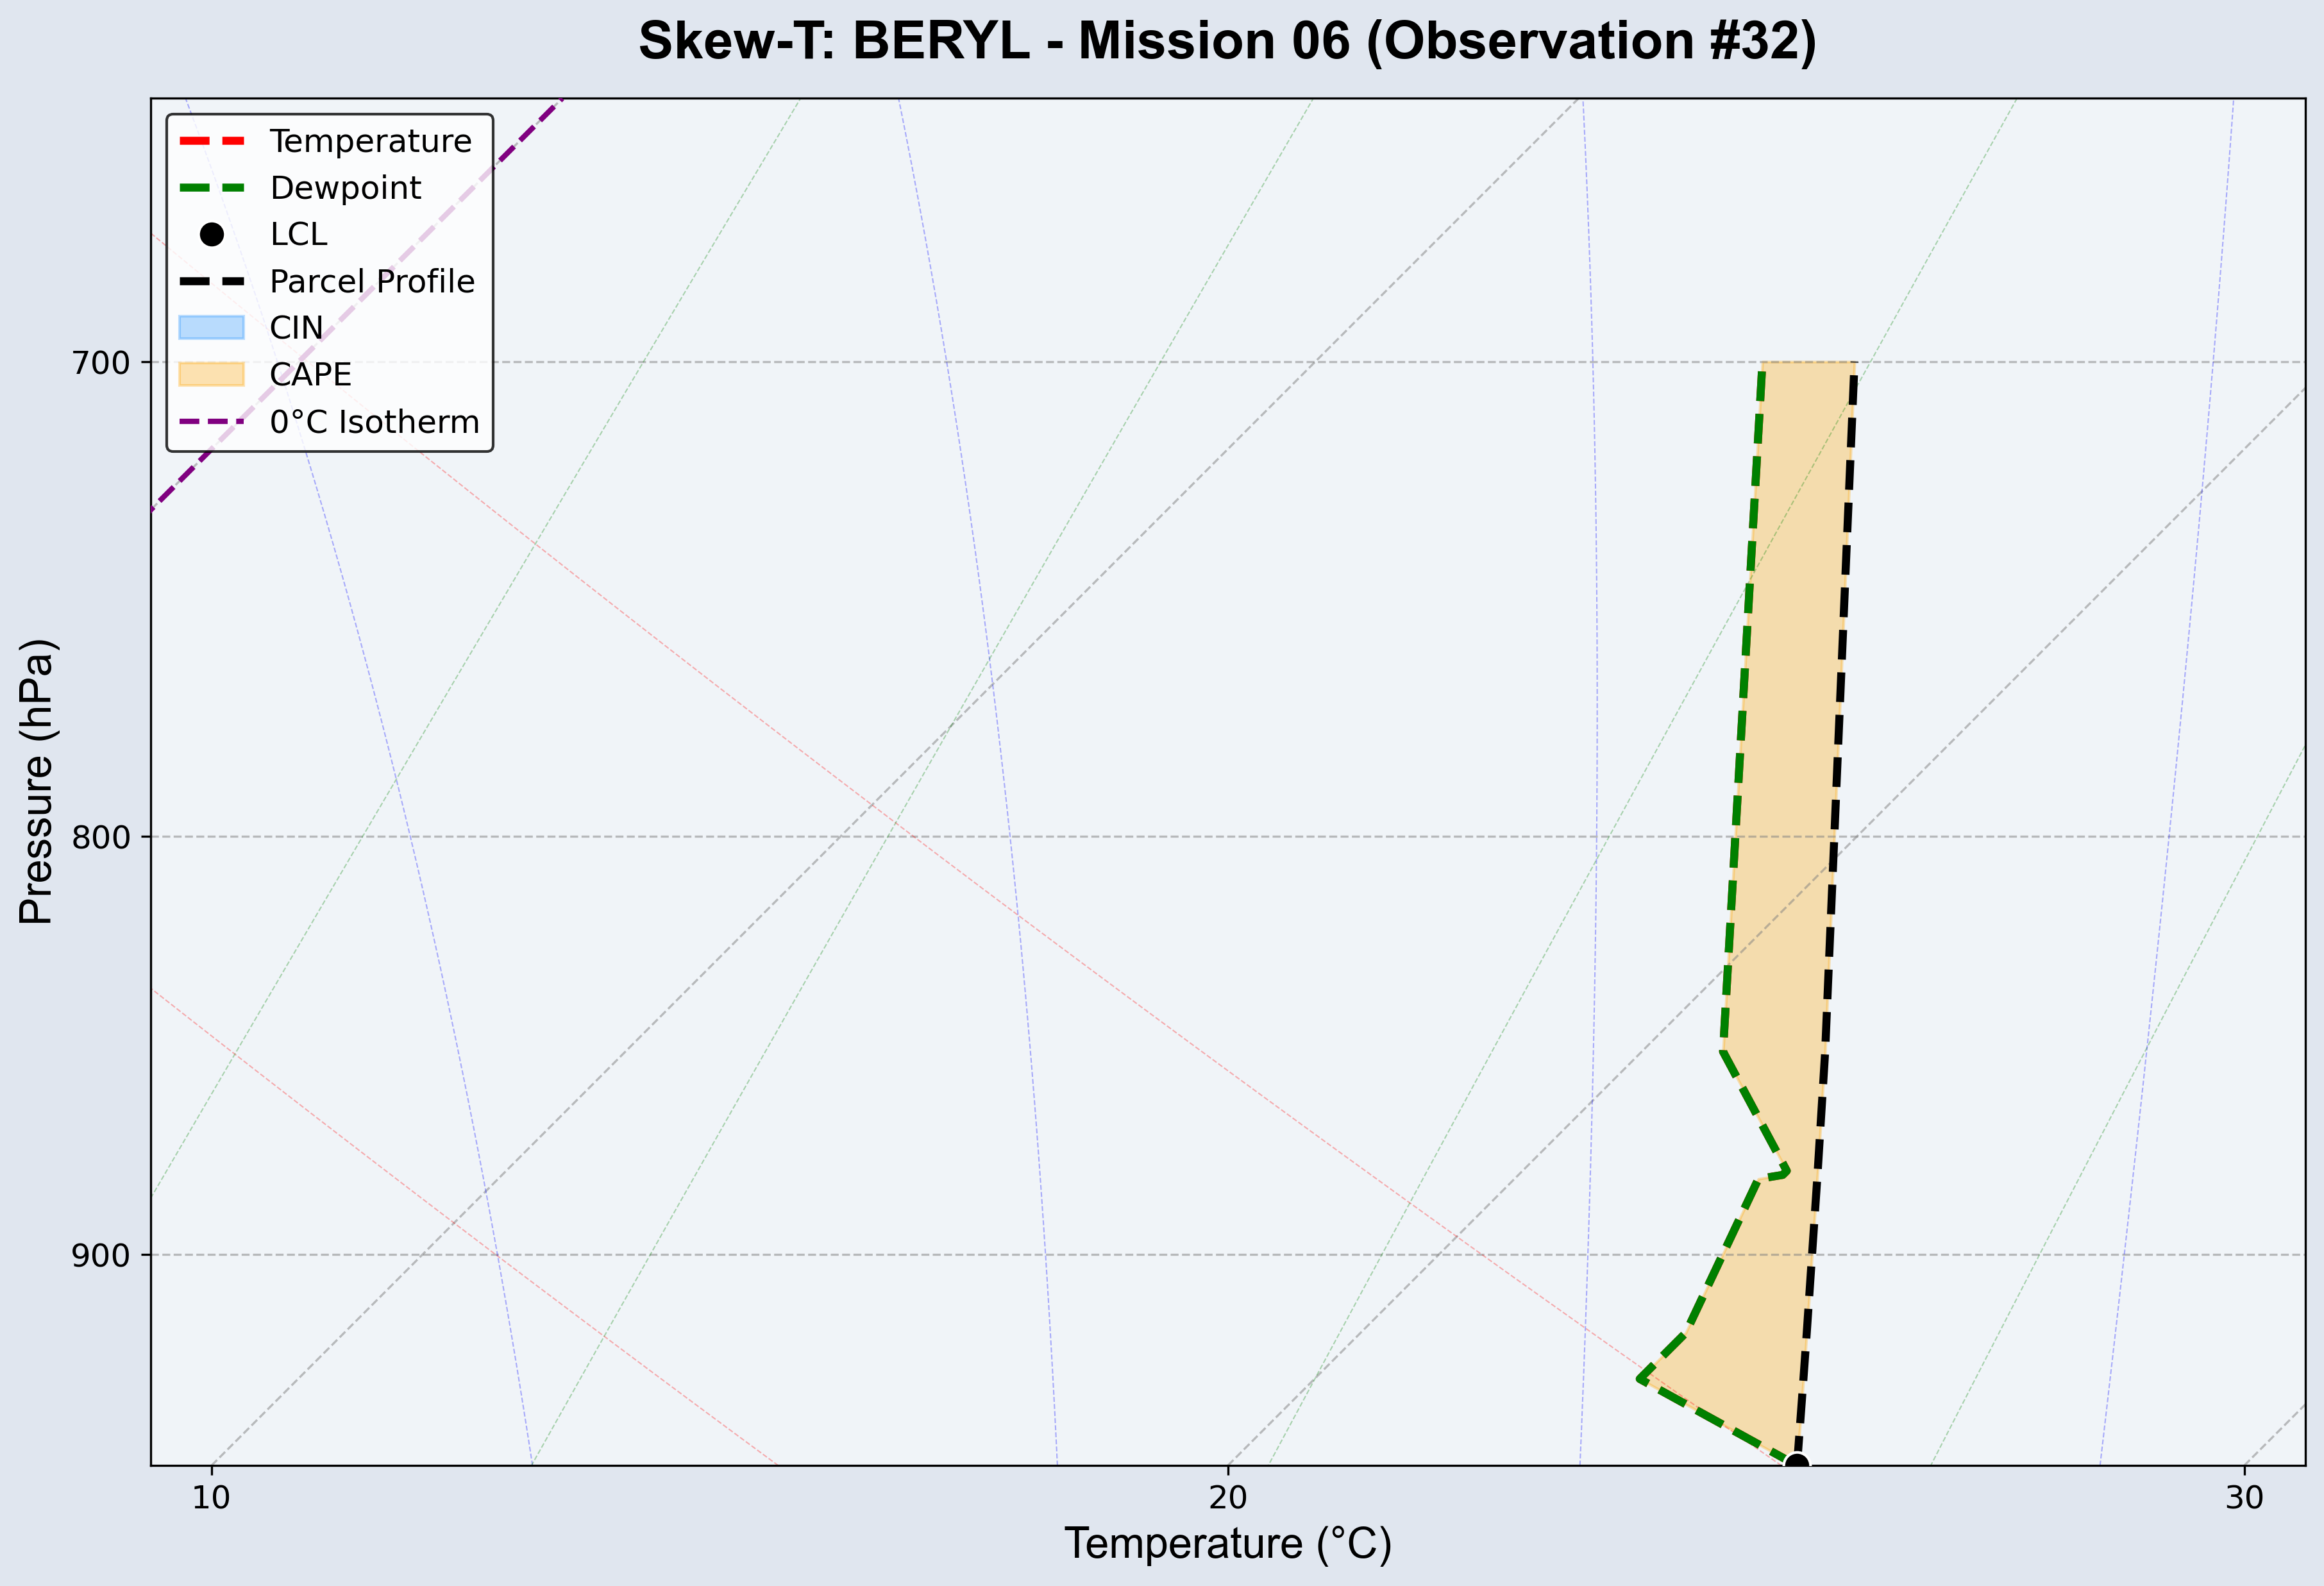 Skew-T: BERYL - Mission 06 (Observation #32)
Temperature
Dewpoint
LCL
Parcel Profile
CIN
CAPE
0°C Isotherm
700
800
900
Pressure (hPa)
10
20
30
Temperature (°C)